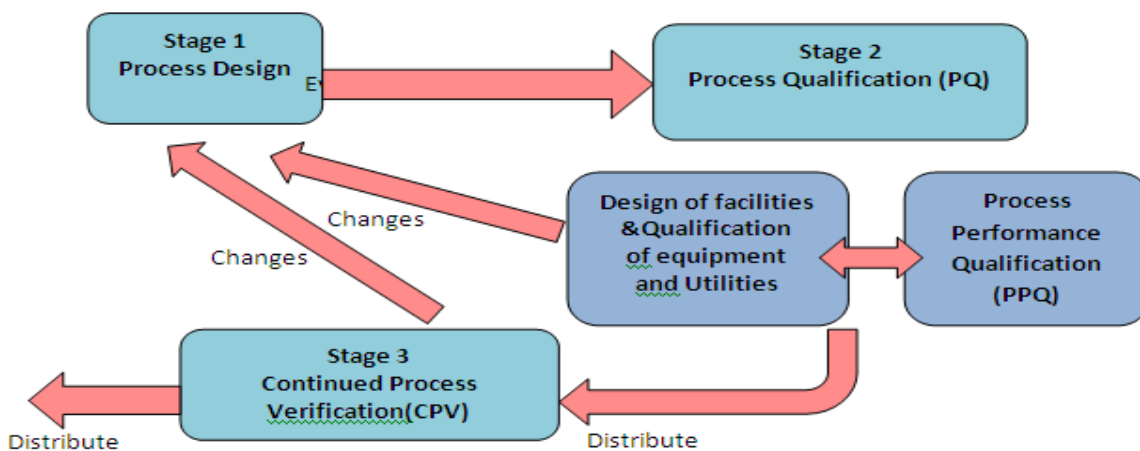 Stage 1
Process Design
Stage 2
Process Qualification (PQ)
Changes
Changes
Design of facilities
&Qualification
of equipment
and Utilities
Process
Performance
Qualification
(PPQ)
Stage 3
Continued Process
Verification(CPV)
Distribute
Distribute